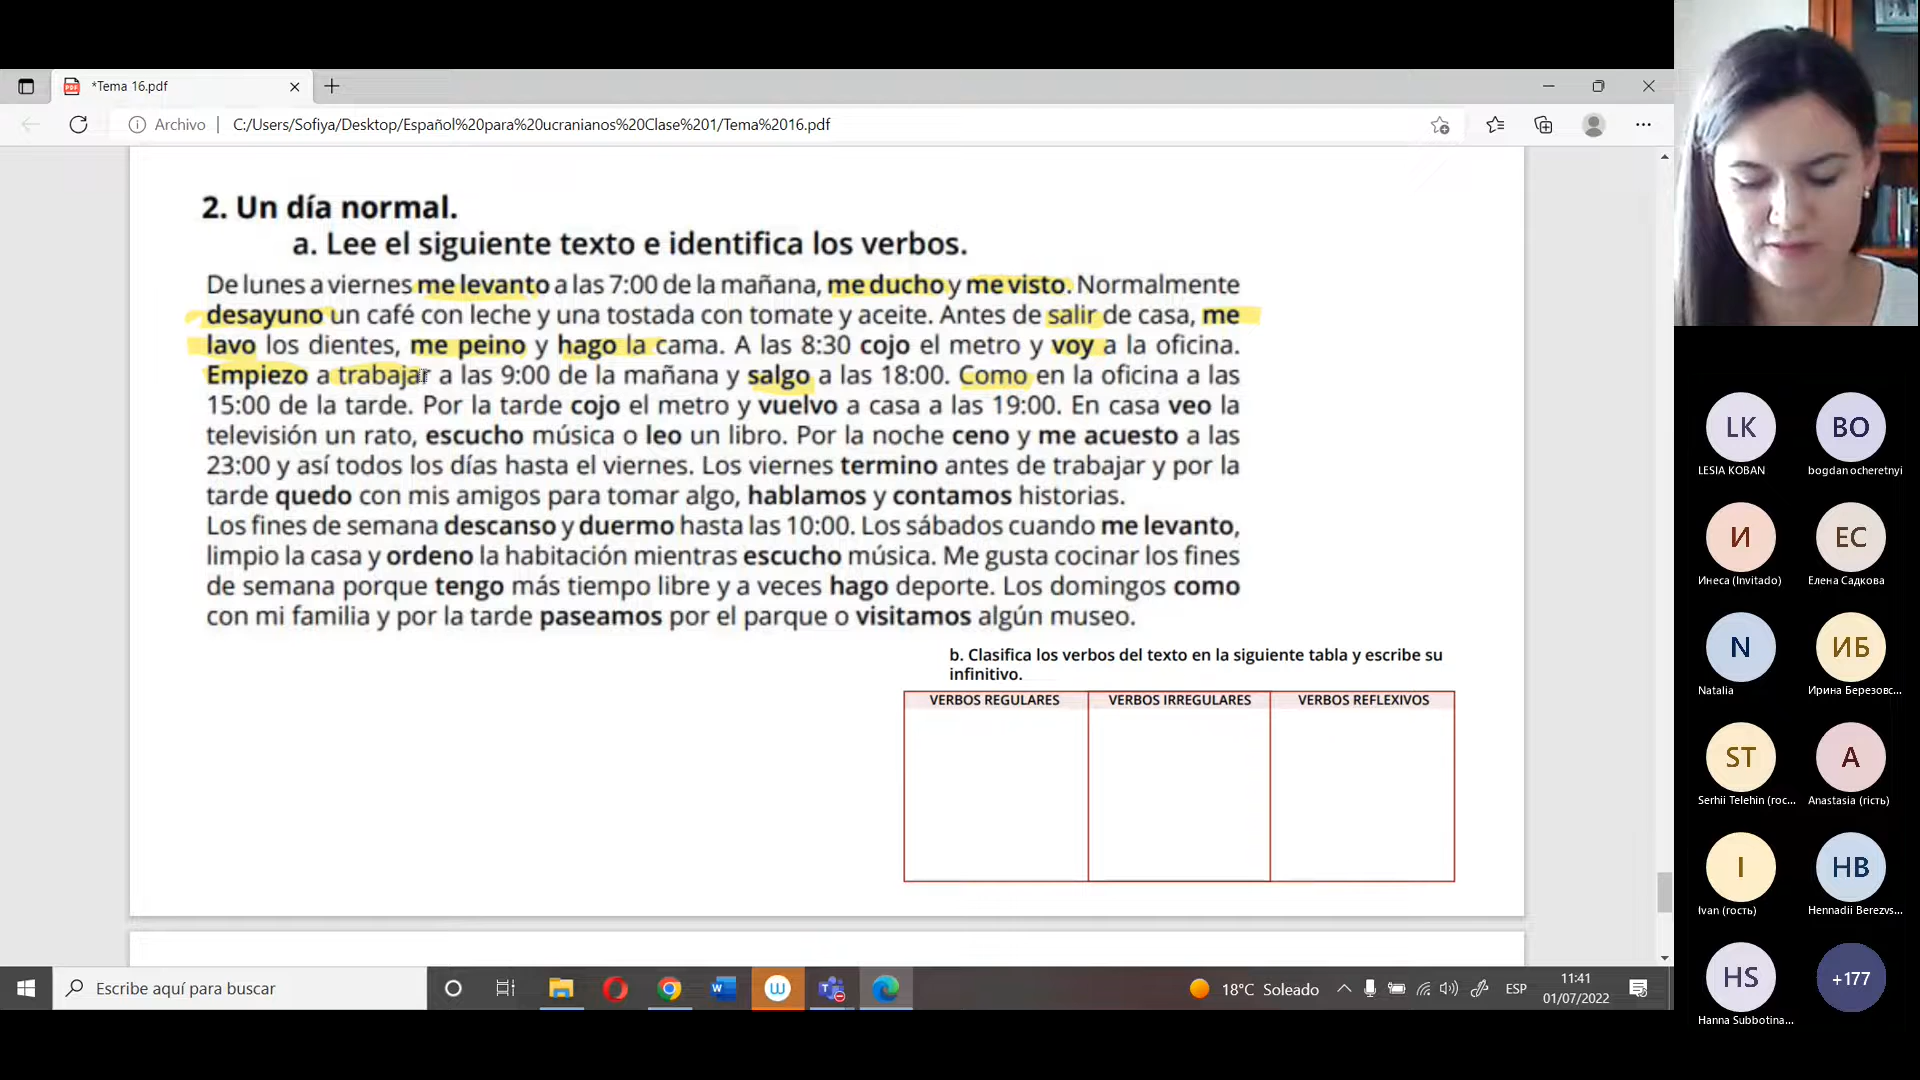 *Tema 16.pdf
Archivo
C:/Users/Sofiya/Desktop/Español%20para%20ucranianos%20Clase%201/Tema%2016.pdf
2. Un día normal.
a. Lee el siguiente texto e identifica los verbos.
De lunes a viernes me levanto a las 7:00 de la mañana, me ducho y me visto. Normalmente
desayuno un café con leche y una tostada con tomate y aceite. Antes de salir de casa, me
lavo los dientes, me peino y hago la cama. A las 8:30 cojo el metro y voy a la oficina.
Empiezo a trabajar a las 9:00 de la mañana y salgo a las 18:00. Como en la oficina a las
15:00 de la tarde. Por la tarde cojo el metro y vuelvo a casa a las 19:00. En casa veo la
televisión un rato, escucho música o leo un libro. Por la noche ceno y me acuesto a las
23:00 y así todos los días hasta el viernes. Los viernes termino antes de trabajar y por la
tarde quedo con mis amigos para tomar algo, hablamos y contamos historias.
Los fines de semana descanso y duermo hasta las 10:00. Los sábados cuando me levanto,
limpio la casa y ordeno la habitación mientras escucho música. Me gusta cocinar los fines
de semana porque tengo más tiempo libre y a veces hago deporte. Los domingos como
con mi familia y por la tarde paseamos por el parque o visitamos algún museo.
b. Clasifica los verbos del texto en la siguiente tabla y escribe su
infinitivo.
VERBOS REGULARES
VERBOS IRREGULARES
VERBOS REFLEXIVOS
LK
LESIA KOBAN
BO
bogdan ocheretnyi
И
Инеса (Invitado)
ЕС
Елена Садкова
N
Natalia
ИБ
Ирина Березовс...
ST
Serhii Telehin (гос...
A
Anastasia (гість)
I
Ivan (гость)
HB
Hennadii Berezvs...
HS
Hanna Subbotina...
+177
Escribe aquí para buscar
18°C Soleado
ESP
11:41
01/07/2022